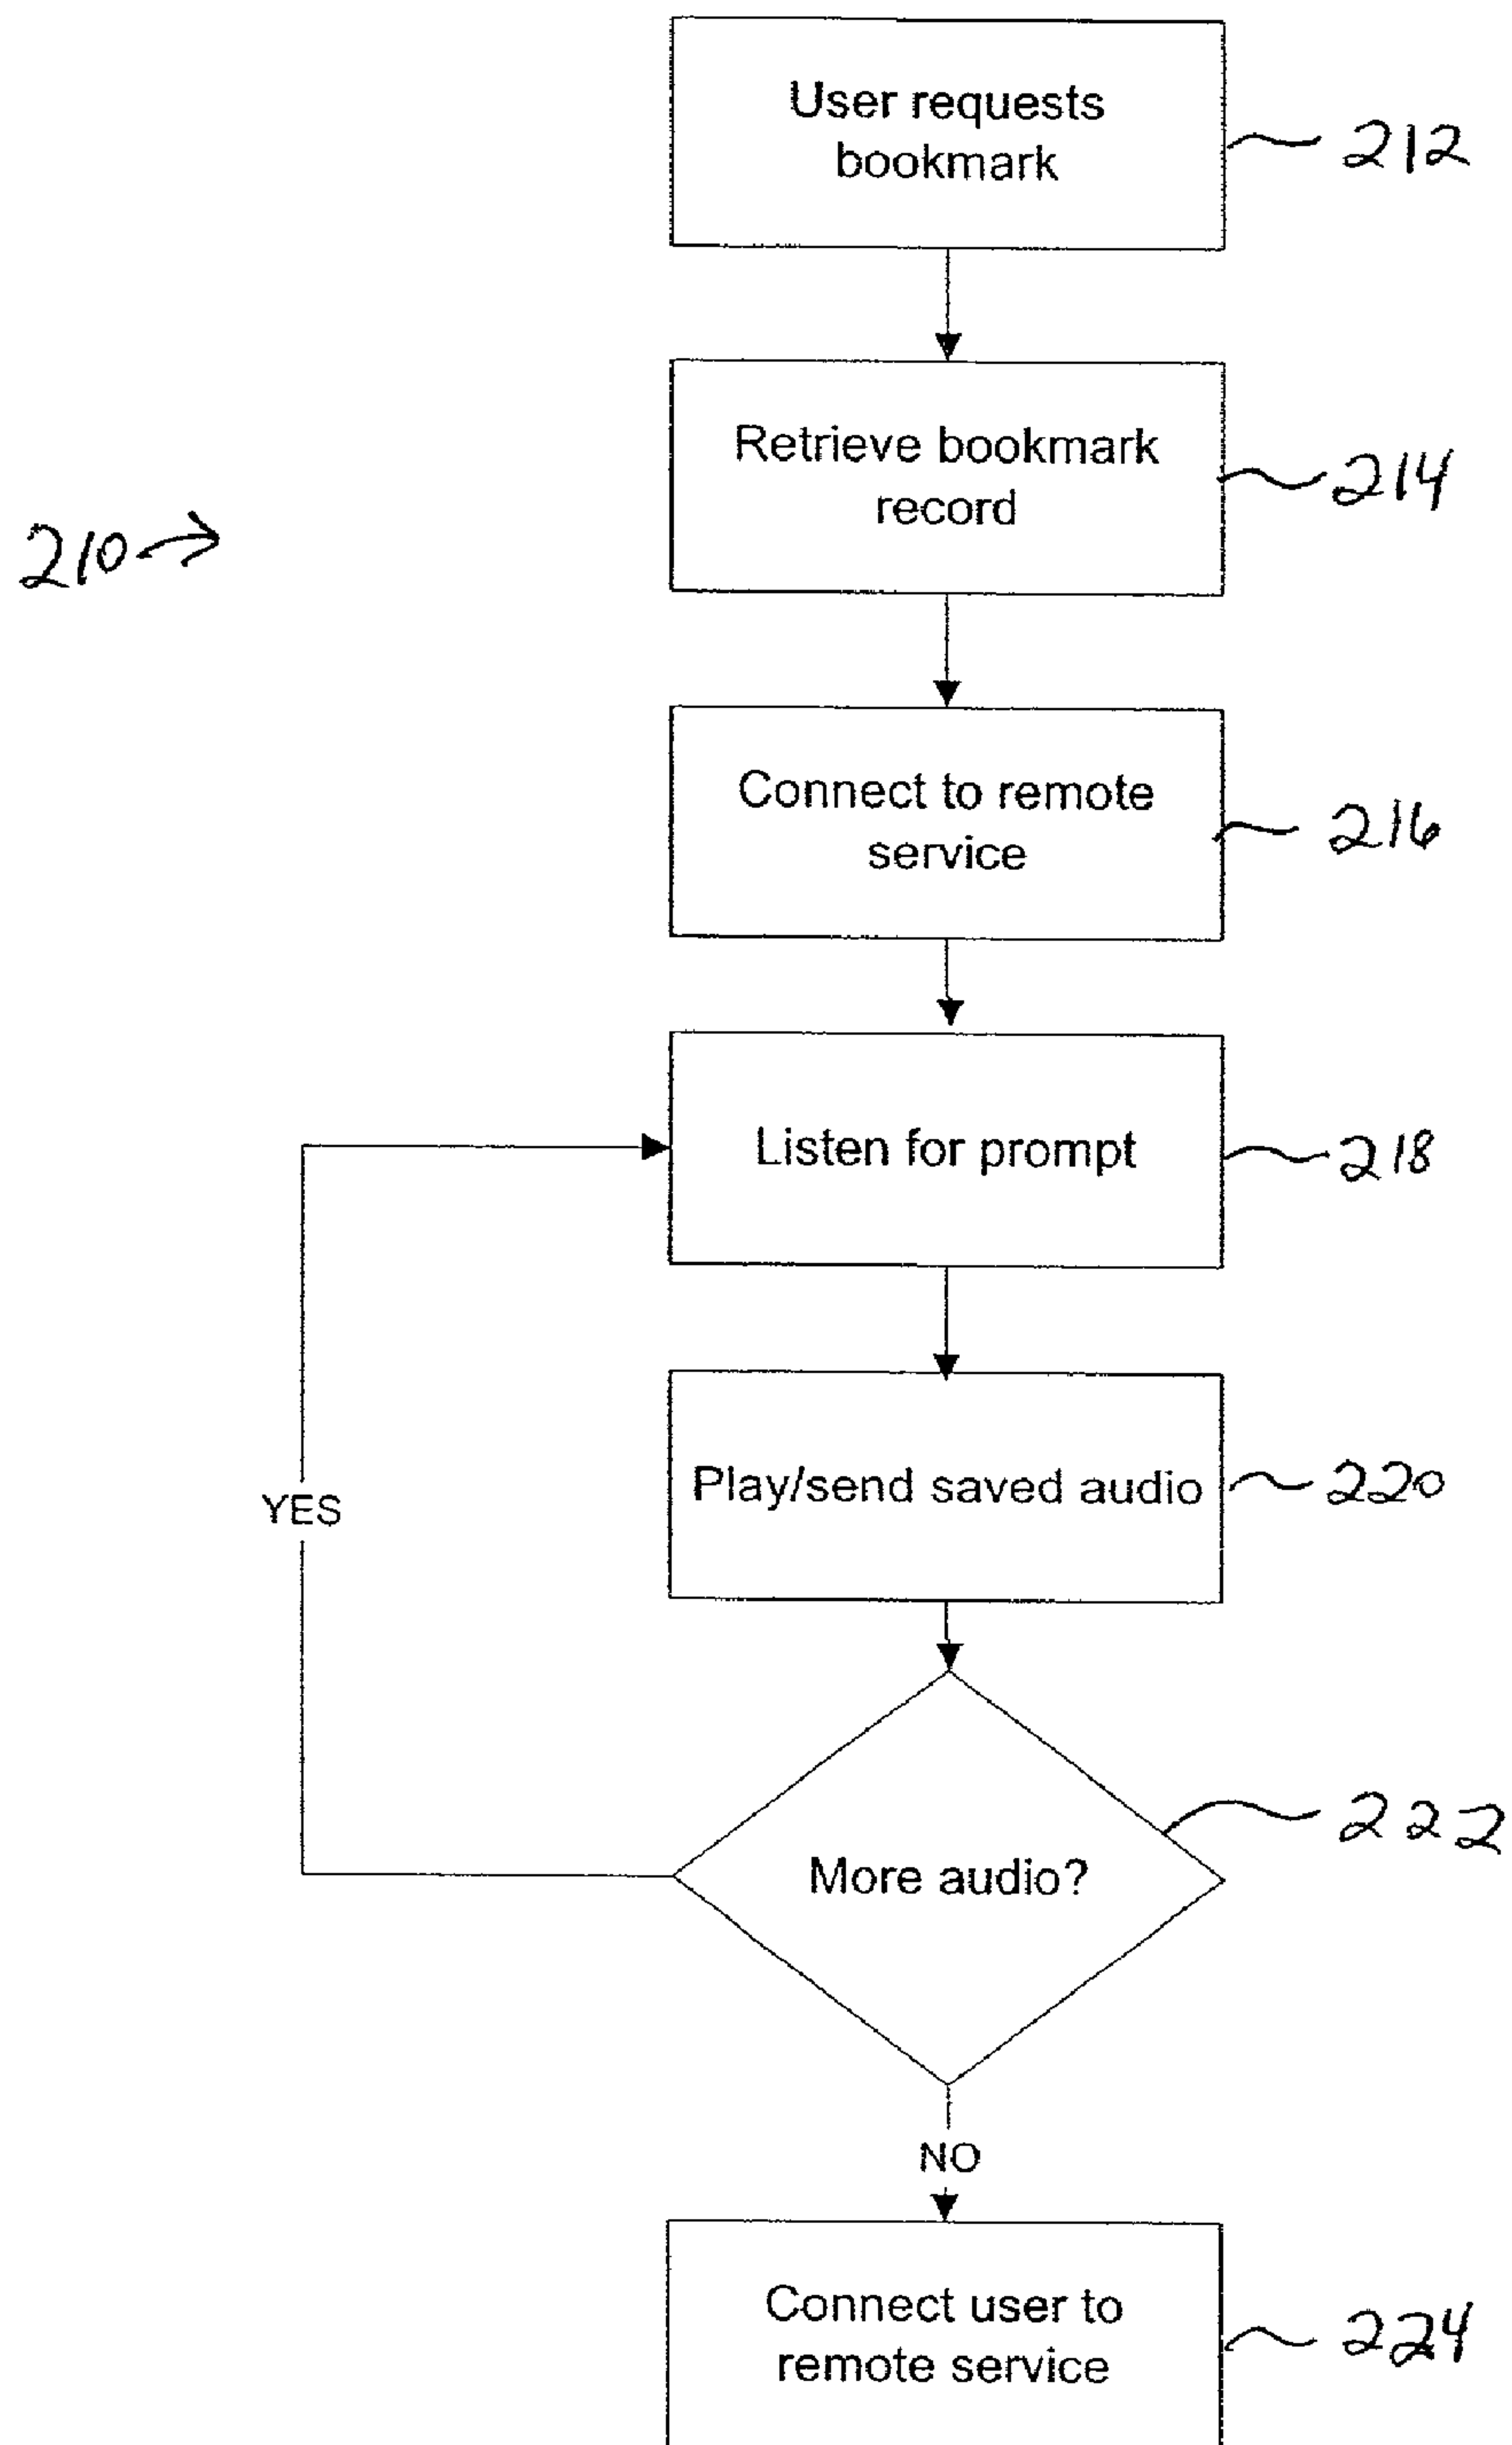 User requests
bookmark
212
Retrieve bookmark
record
214
210
Connect to remote
service
216
Listen for prompt
218
Play/send saved audio
220
YES
More audio?
222
NO
Connect user to
remote service
224